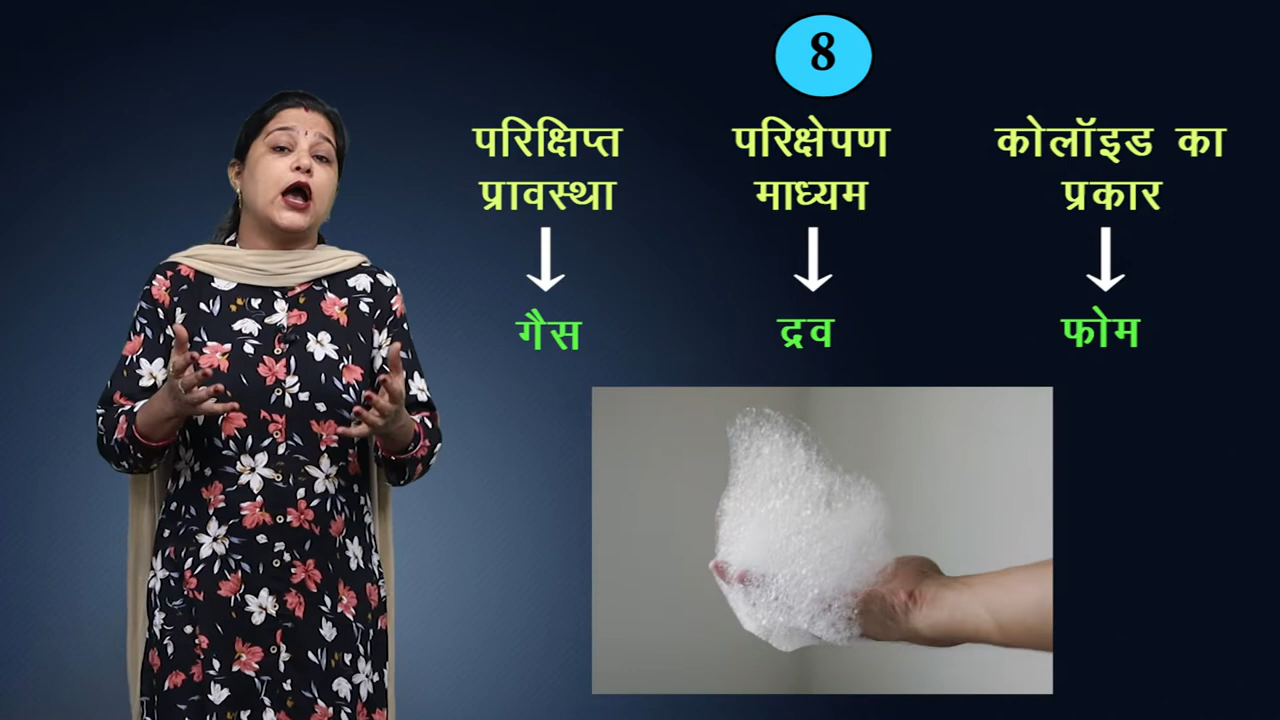 8
परिक्षिप्त प्रावस्था
परिक्षेपण माध्यम
कोलॉइड का प्रकार
गैस
द्रव
फोम